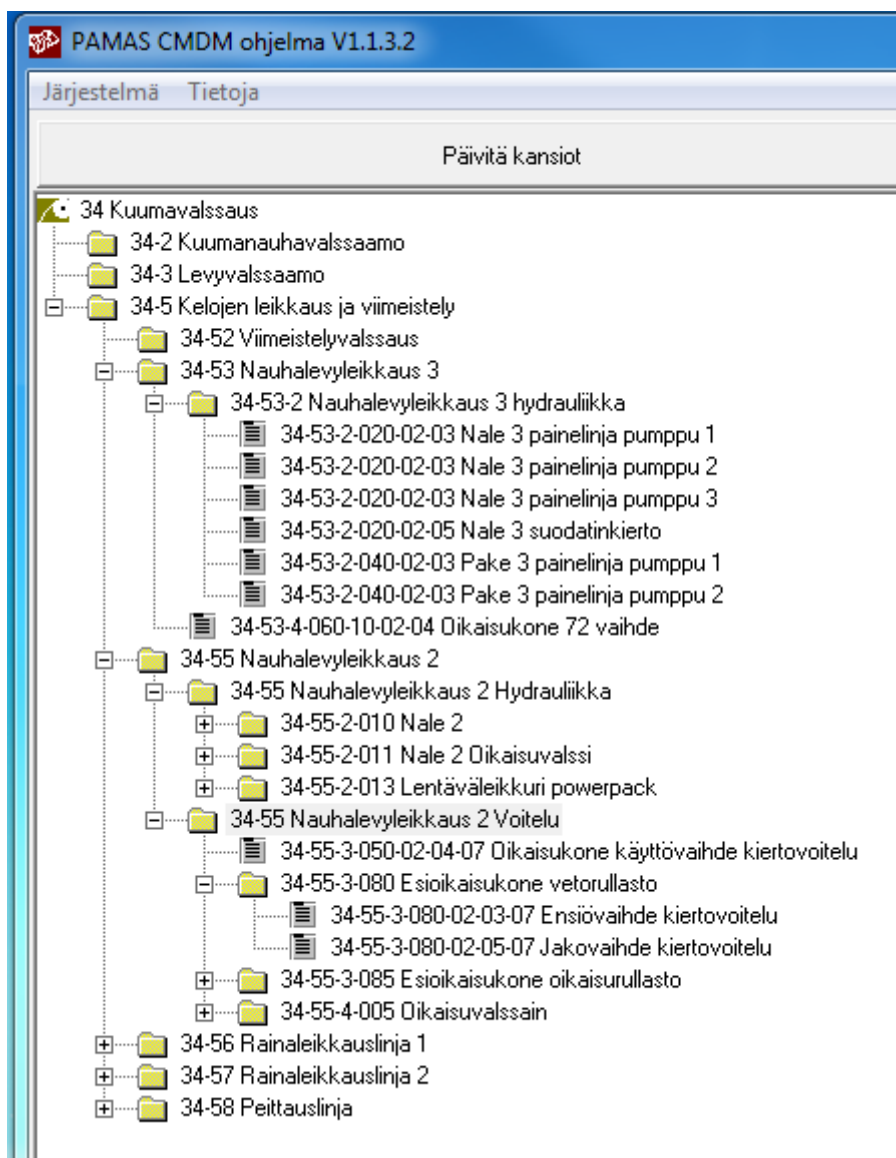 PAMAS CMDM ohjelma V1.1.3.2
Järjestelmä Tietoja
Päivitä kansiot
34 Kuumavalssaus
34-2 Kuumanauhavalssaamo
34-3 Levyvalssaamo
34-5 Kelojen leikkaus ja viimeistely
34-52 Viimeistelyvalssaus
34-53 Nauhalevyleikkaus 3
34-53-2 Nauhalevyleikkaus 3 hydrauliikka
34-53-2-020-02-03 Nale 3 painelinja pumppu 1
34-53-2-020-02-03 Nale 3 painelinja pumppu 2
34-53-2-020-02-03 Nale 3 painelinja pumppu 3
34-53-2-020-02-05 Nale 3 suodatinkierto
34-53-2-040-02-03 Pake 3 painelinja pumppu 1
34-53-2-040-02-03 Pake 3 painelinja pumppu 2
34-53-4-060-10-02-04 Oikaisukone 72 vaihde
34-55 Nauhalevyleikkaus 2
34-55 Nauhalevyleikkaus 2 Hydrauliikka
34-55-2-010 Nale 2
34-55-2-011 Nale 2 Oikaisuvalssi
34-55-2-013 Lentäväleikkuri powerpack
34-55 Nauhalevyleikkaus 2 Voitelu
34-55-3-050-02-04-07 Oikaisukone käyttövaihde kiertovoitelu
34-55-3-080 Esioikaisukone vetorullasto
34-55-3-080-02-03-07 Ensiövaihde kiertovoitelu
34-55-3-080-02-05-07 Jakovaihde kiertovoitelu
34-55-3-085 Esioikaisukone oikaisurullasto
34-55-4-005 Oikaisuvalssain
34-56 Rainaleikkauslinja 1
34-57 Rainaleikkauslinja 2
34-58 Peittauslinja